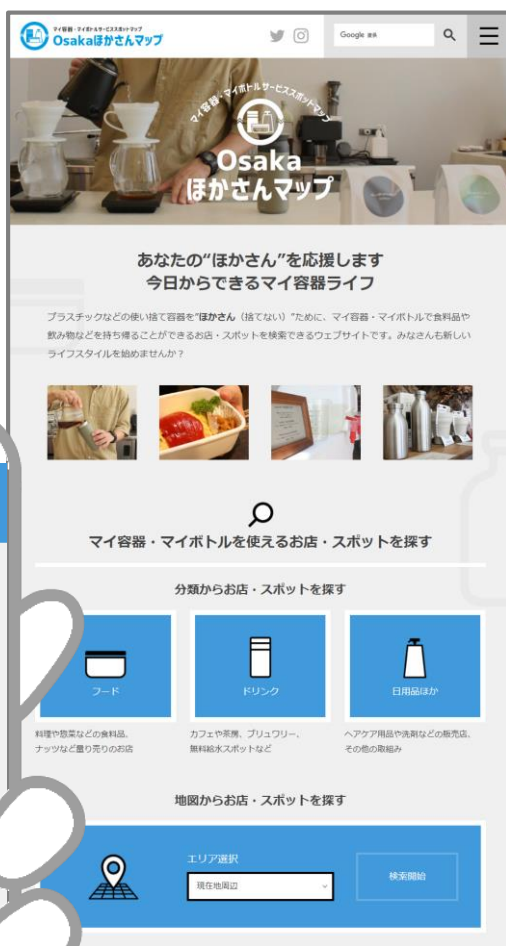 マイ容器・マイボトルサービススポットマップ
Osakaほかさんマップ
Google 提供
マイ容器・マイボトルサービススポットマップ
Osaka
ほかさんマップ
あなたの“ほかさん”を応援します
今日からできるマイ容器ライフ
プラスチックなどの使い捨て容器を“ほかさん（捨てない）”ために、マイ容器・マイボトルで食料品や
飲み物などを持ち帰ることができるお店・スポットを検索できるウェブサイトです。みなさんも新しい
ライフスタイルを始めませんか？
マイ容器・マイボトルを使えるお店・スポットを探す
分類からお店・スポットを探す
フード
ドリンク
日用品ほか
料理や惣菜などの食料品、
ナッツなど量り売りのお店
カフェや茶房、ブリュワリー、
無料給水スポットなど
ヘアケア用品や洗剤などの販売店、
その他の取組み
地図からお店・スポットを探す
エリア選択
現在地周辺
検索開始